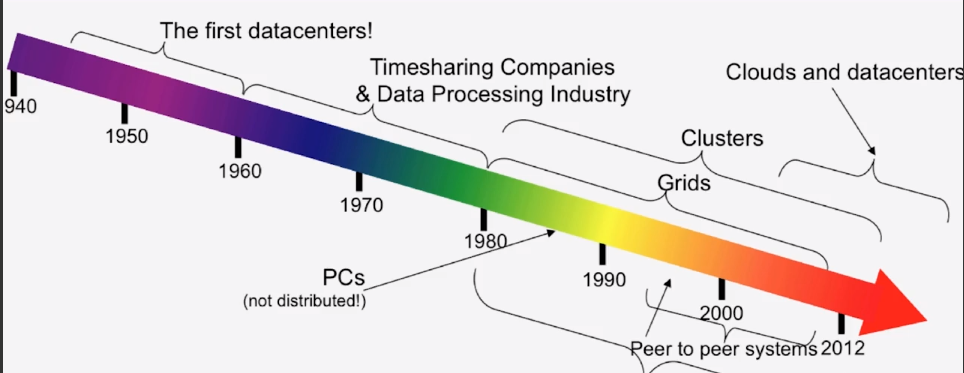 The first datacenters!
Timesharing Companies
& Data Processing Industry
Clouds and datacenters
Clusters
Grids
940
1950
1960
1970
1980
1990
2000
2012
PCs
(not distributed!)
Peer to peer systems